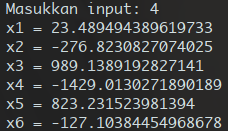 Masukkan input: 4
x1 = 23.489494389619733
x2 = -276.8230827074025
x3 = 989.1389192827141
x4 = -1429.0130271890189
x5 = 823.231523981394
x6 = -127.10384454968678